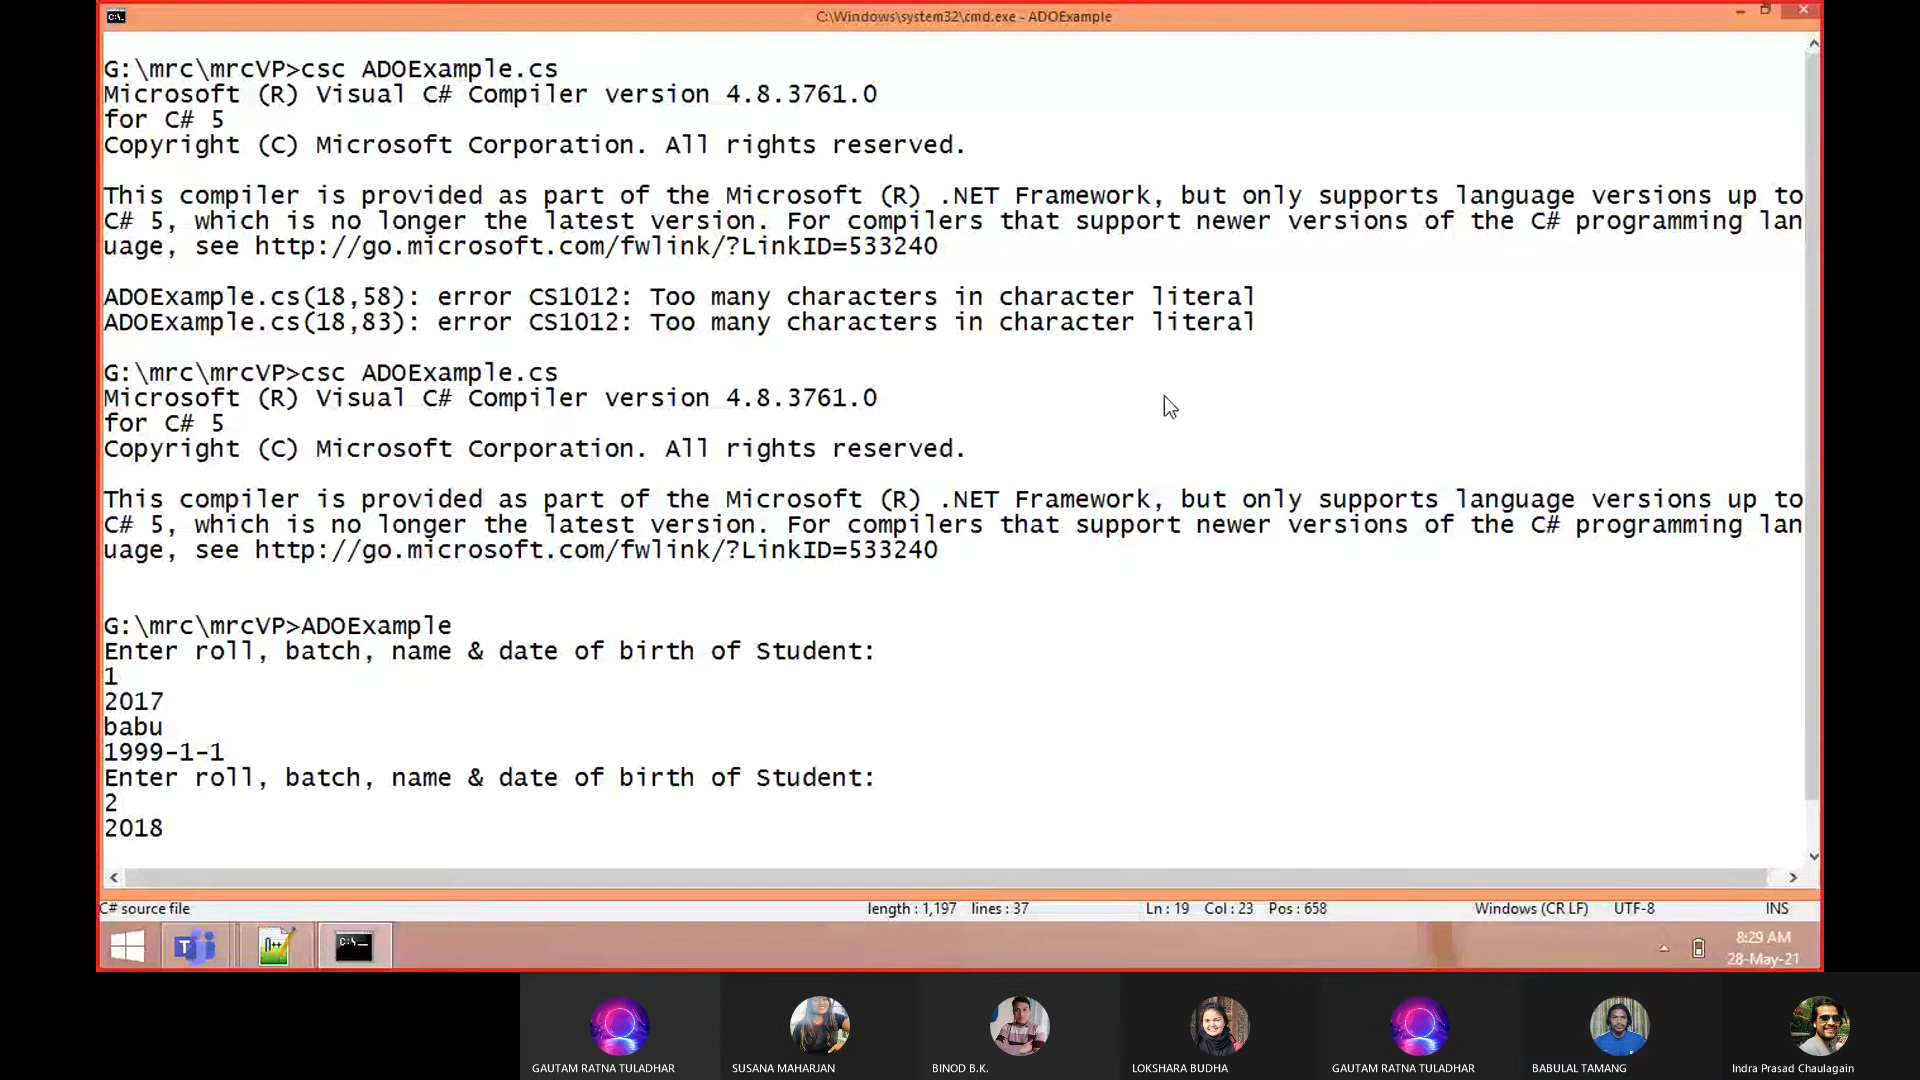 C:\Windows\system32\cmd.exe - ADOExample
G:\mrc\mrcVP>csc ADOExample.cs
Microsoft (R) Visual C# Compiler version 4.8.3761.0
for C# 5
Copyright (C) Microsoft Corporation. All rights reserved.
This compiler is provided as part of the Microsoft (R) .NET Framework, but only supports language versions up to
C# 5, which is no longer the latest version. For compilers that support newer versions of the C# programming lan
uage, see http://go.microsoft.com/fwlink/?LinkID=533240
ADOExample.cs(18,58): error CS1012: Too many characters in character literal
ADOExample.cs(18,83): error CS1012: Too many characters in character literal
G:\mrc\mrcVP>csc ADOExample.cs
Microsoft (R) Visual C# Compiler version 4.8.3761.0
for C# 5
Copyright (C) Microsoft Corporation. All rights reserved.
This compiler is provided as part of the Microsoft (R) .NET Framework, but only supports language versions up to
C# 5, which is no longer the latest version. For compilers that support newer versions of the C# programming lan
uage, see http://go.microsoft.com/fwlink/?LinkID=533240
G:\mrc\mrcVP>ADOExample
Enter roll, batch, name & date of birth of Student:
1
2017
babu
1999-1-1
Enter roll, batch, name & date of birth of Student:
2
2018
C# source file length : 1,197 lines : 37 Ln : 19 Col : 23 Pos : 658 Windows (CR LF) UTF-8 INS
8:29 AM
28-May-21
GAUTAM RATNA TULADHAR SUSANA MAHARJAN BINOD B.K. LOKSHARA BUDHA GAUTAM RATNA TULADHAR BABULAL TAMANG Indra Prasad Chaulagain